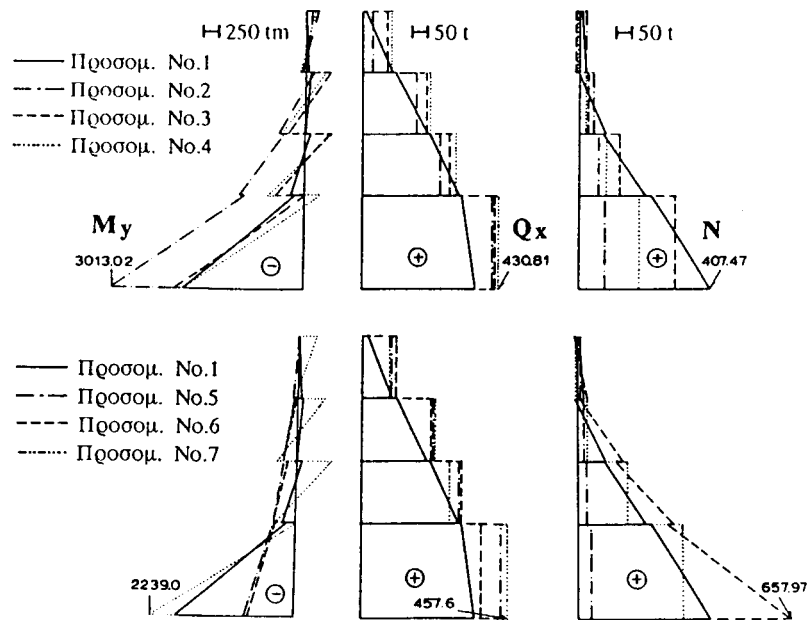 250 tm
50 t
50 t
Προσομ. No.1
Προσομ. No.2
Προσομ. No.3
Προσομ. No.4
My
Qx
N
3013.02
430.81
407.47
⊖
⊕
⊕
Προσομ. No.1
Προσομ. No.5
Προσομ. No.6
Προσομ. No.7
2239.0
457.6
657.97
⊖
⊕
⊕